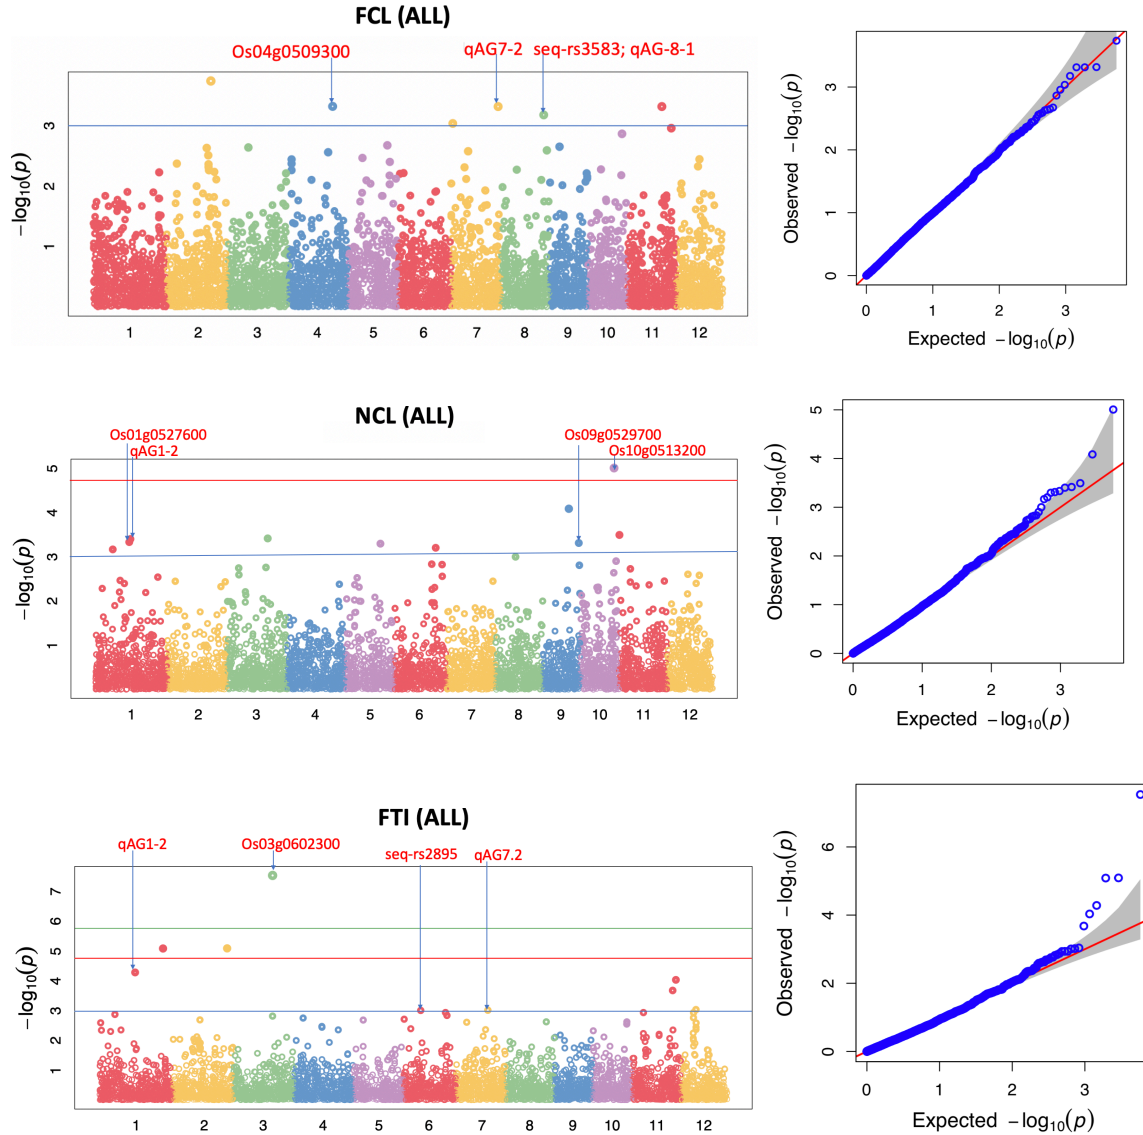 FCL (ALL)
Os04g0509300
qAG7-2
seq-rs3583; qAG-8-1
−log10(p)
3
2
1
1 2 3 4 5 6 7 8 9 10 11 12
Observed −log10(p)
3
2
1
0
0 1 2 3
Expected −log10(p)
NCL (ALL)
Os01g0527600
qAG1-2
Os09g0529700
Os10g0513200
−log10(p)
5
4
3
2
1
1 2 3 4 5 6 7 8 9 10 11 12
Observed −log10(p)
5
4
3
2
1
0
0 1 2 3
Expected −log10(p)
FTI (ALL)
qAG1-2
Os03g0602300
seq-rs2895
qAG7.2
−log10(p)
7
6
5
4
3
2
1
1 2 3 4 5 6 7 8 9 10 11 12
Observed −log10(p)
6
4
2
0
0 1 2 3
Expected −log10(p)